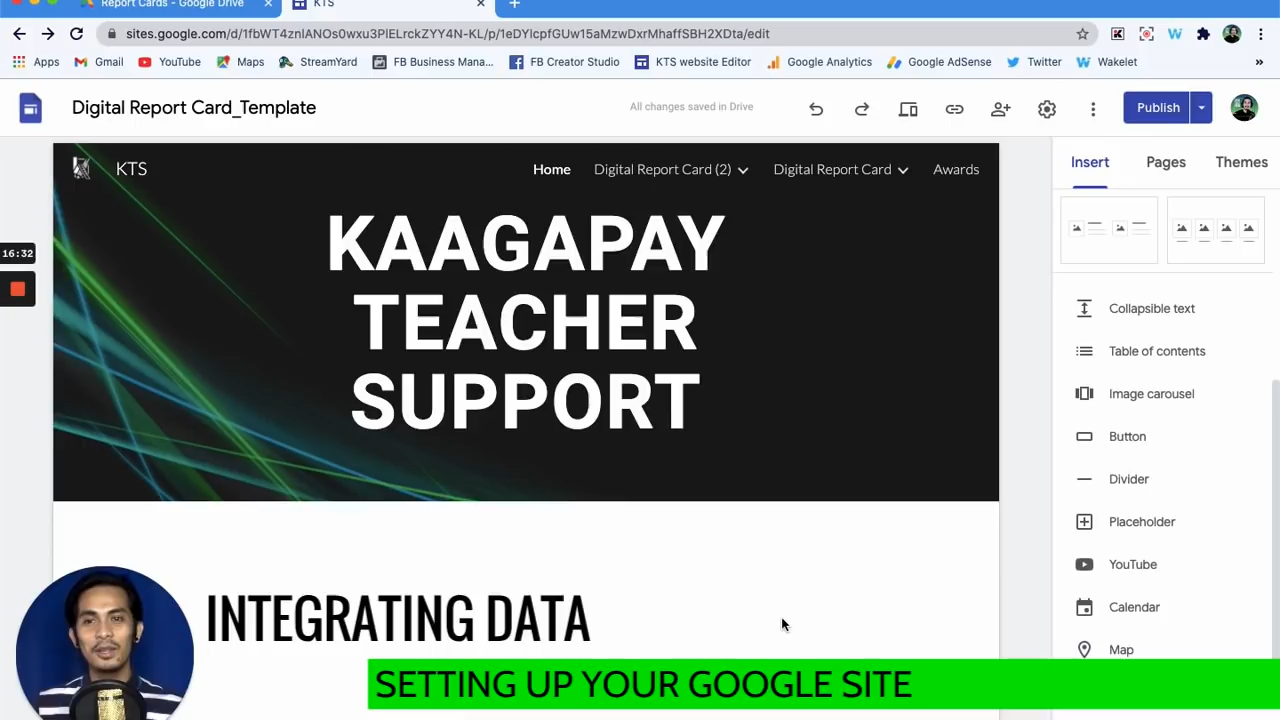 Report Cards - Google Drive
KTS
sites.google.com/d/1fbWT4znlANOs0wxu3PlELrckZYY4N-KL/p/1eDYlcpfGUw15aMzwDxrMhaffSBH2XDta/edit
Apps
Gmail
YouTube
Maps
StreamYard
FB Business Mana...
FB Creator Studio
KTS website Editor
Google Analytics
Google AdSense
Twitter
Wakelet
»
Digital Report Card_Template
All changes saved in Drive
Publish
KTS
Home
Digital Report Card (2)
Digital Report Card
Awards
Insert
Pages
Themes
KAAGAPAY
TEACHER
SUPPORT
16:32
Collapsible text
Table of contents
Image carousel
Button
Divider
Placeholder
YouTube
Calendar
Map
INTEGRATING DATA
SETTING UP YOUR GOOGLE SITE